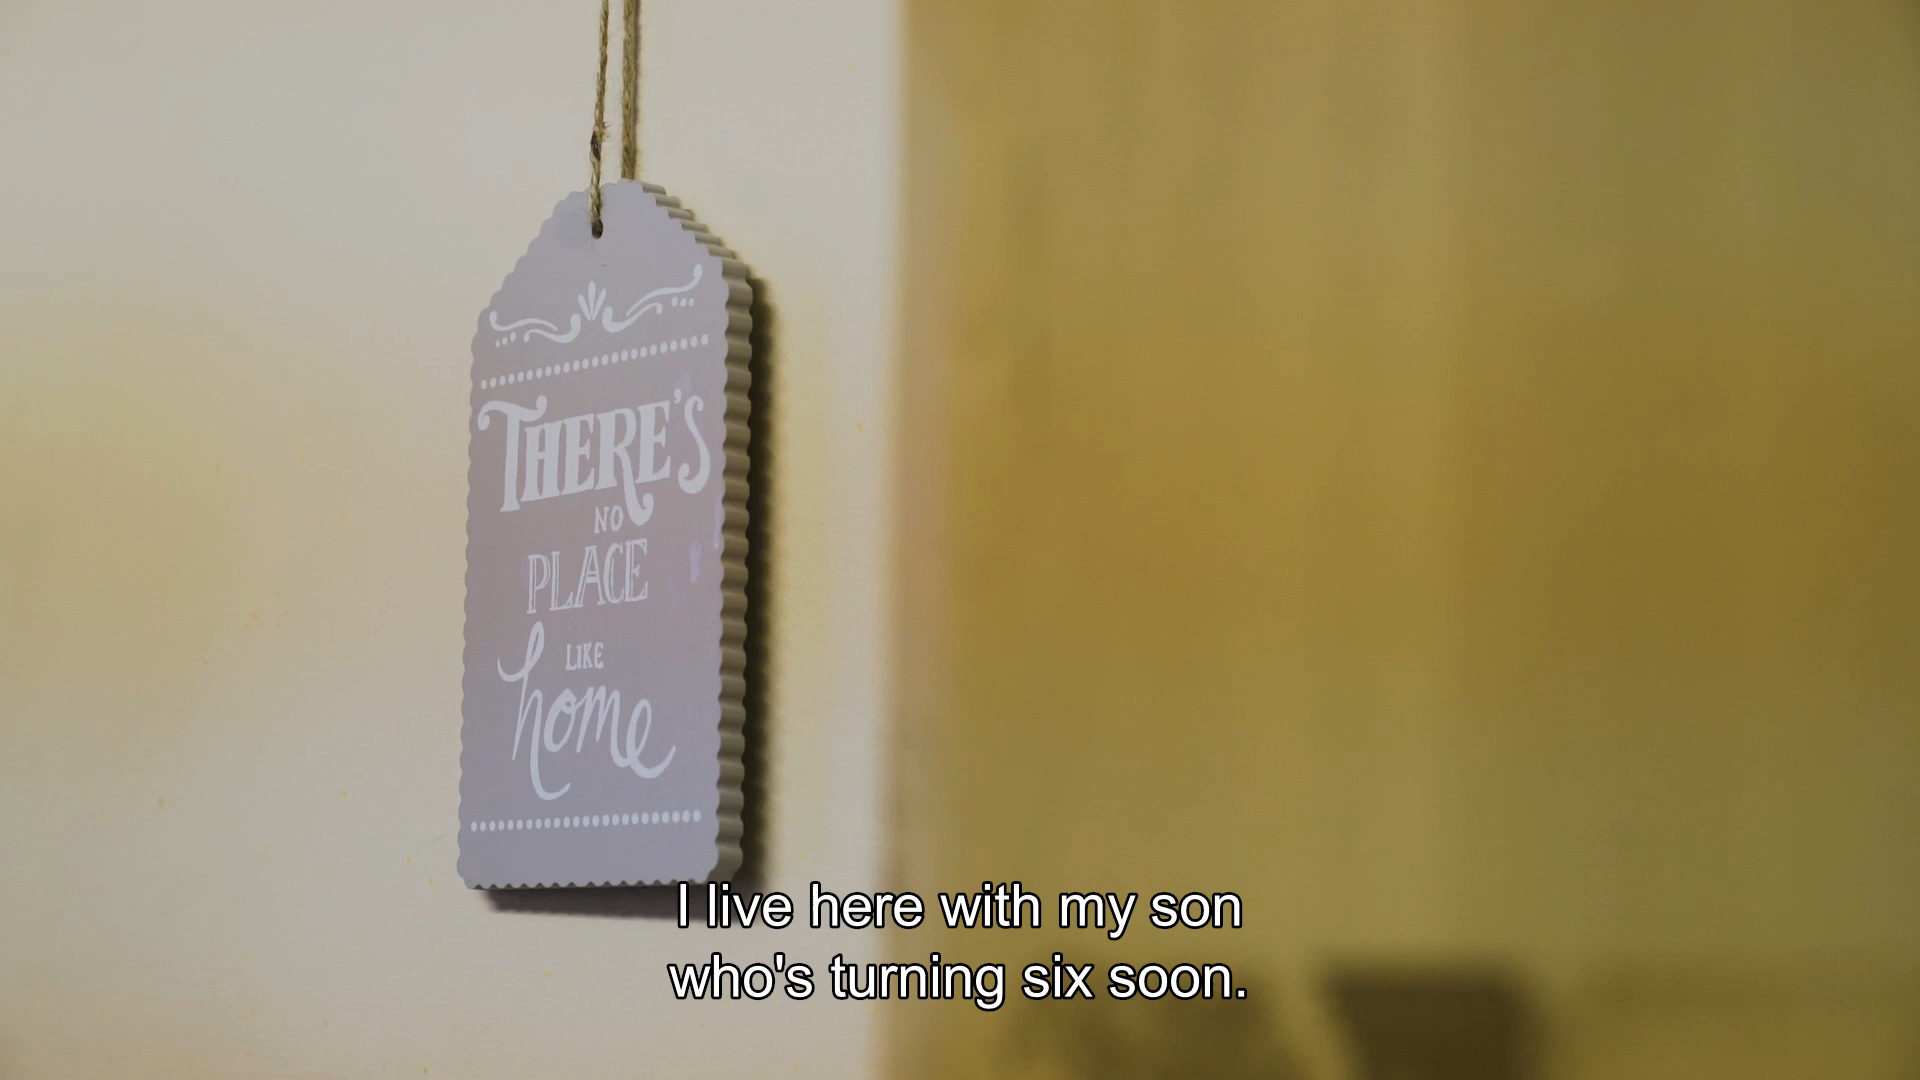 THERE'S
NO
PLACE
LIKE
home
I live here with my son
who's turning six soon.